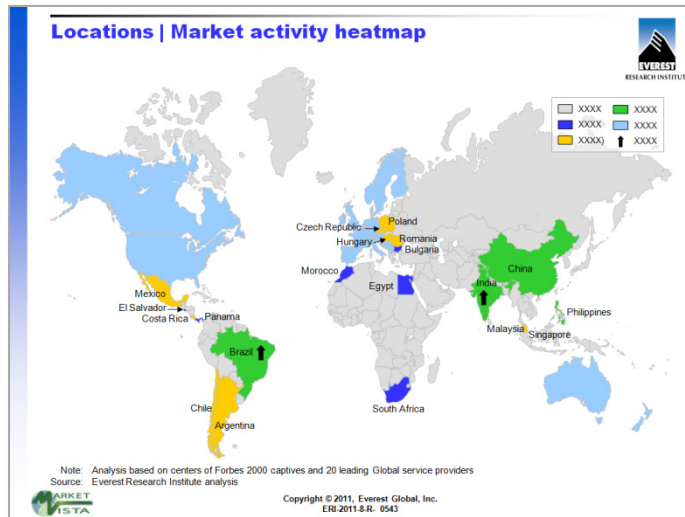 Locations | Market activity heatmap
EVEREST
RESEARCH INSTITUTE
XXXX XXXX
XXXX XXXX
XXXX) XXXX
Poland
Czech Republic
Hungary
Romania
Bulgaria
Morocco
Egypt
China
India
Mexico
El Salvador
Costa Rica
Panama
Philippines
Malaysia
Singapore
Brazil
South Africa
Chile
Argentina
Note: Analysis based on centers of Forbes 2000 captives and 20 leading Global service providers
Source: Everest Research Institute analysis
MARKET
VISTA
Copyright © 2011, Everest Global, Inc.
ERI-2011-8-R- 0543